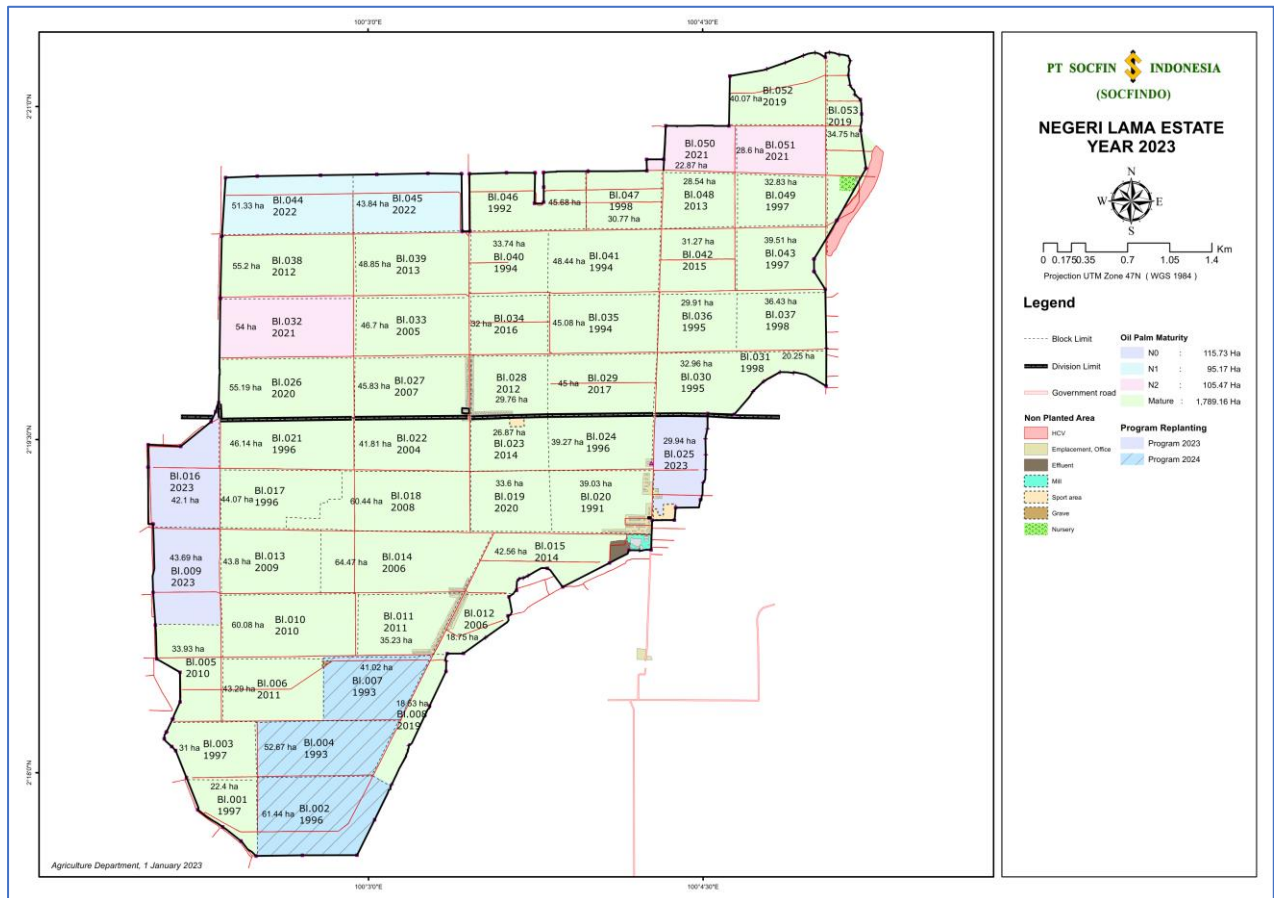 100°3'0"E
100°4'30"E
2°21'0"N
2°19'30"N
2°18'0"N
Bl.052
40.07 ha
2019
Bl.053
2019
34.75 ha
Bl.050
2021
22.87 ha
28.6 ha
Bl.051
2021
51.33 ha
Bl.044
2022
43.84 ha
Bl.045
2022
Bl.046
1992
45.68 ha
Bl.047
1998
30.77 ha
28.54 ha
Bl.048
2013
32.83 ha
Bl.049
1997
55.2 ha
Bl.038
2012
48.85 ha
Bl.039
2013
33.74 ha
Bl.040
1994
48.44 ha
Bl.041
1994
31.27 ha
Bl.042
2015
39.51 ha
Bl.043
1997
54 ha
Bl.032
2021
46.7 ha
Bl.033
2005
32 ha
Bl.034
2016
45.08 ha
Bl.035
1994
29.91 ha
Bl.036
1995
36.43 ha
Bl.037
1998
55.19 ha
Bl.026
2020
45.83 ha
Bl.027
2007
Bl.028
2012
29.76 ha
45 ha
Bl.029
2017
32.96 ha
Bl.030
1995
Bl.031
1998
20.25 ha
46.14 ha
Bl.021
1996
41.81 ha
Bl.022
2004
26.87 ha
Bl.023
2014
39.27 ha
Bl.024
1996
29.94 ha
Bl.025
2023
Bl.016
2023
42.1 ha
44.07 ha
Bl.017
1996
60.44 ha
Bl.018
2008
33.6 ha
Bl.019
2020
39.03 ha
Bl.020
1991
43.69 ha
Bl.009
2023
43.8 ha
Bl.013
2009
64.47 ha
Bl.014
2006
42.56 ha
Bl.015
2014
60.08 ha
Bl.010
2010
Bl.011
2011
35.23 ha
Bl.012
2006
18.75 ha
33.93 ha
Bl.005
2010
43.29 ha
Bl.006
2011
41.02 ha
Bl.007
1993
18.63 ha
Bl.008
2019
31 ha
Bl.003
1997
52.67 ha
Bl.004
1993
22.4 ha
Bl.001
1997
61.44 ha
Bl.002
1996
Agriculture Department, 1 January 2023
100°3'0"E
100°4'30"E
PT SOCFIN INDONESIA
(SOCFINDO)
NEGERI LAMA ESTATE
YEAR 2023
N
W E
S
Km
0 0.175 0.35 0.7 1.05 1.4
Projection UTM Zone 47N ( WGS 1984 )
Legend
Block Limit
Division Limit
Government road
Non Planted Area
HCV
Emplacement, Office
Effluent
Mill
Sport area
Grave
Nursery
Oil Palm Maturity
N0 : 115.73 Ha
N1 : 95.17 Ha
N2 : 105.47 Ha
Mature : 1,789.16 Ha
Program Replanting
Program 2023
Program 2024